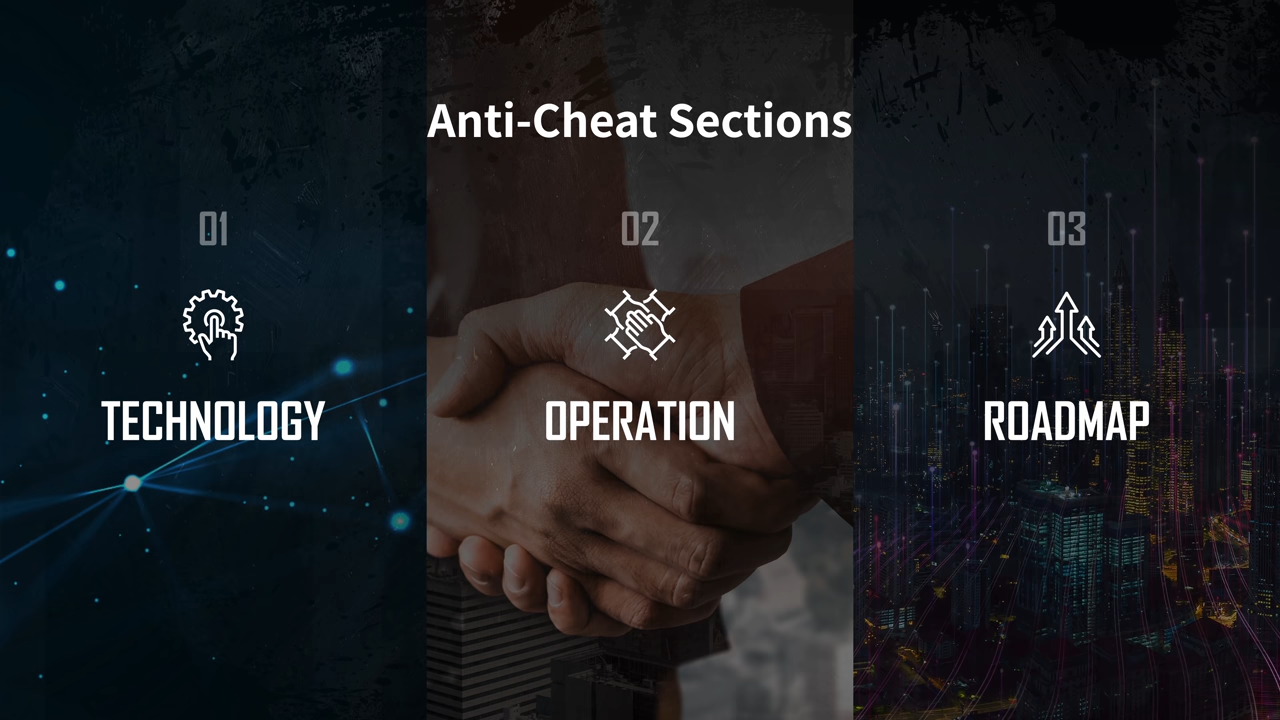 Anti-Cheat Sections
01
TECHNOLOGY
02
OPERATION
03
ROADMAP